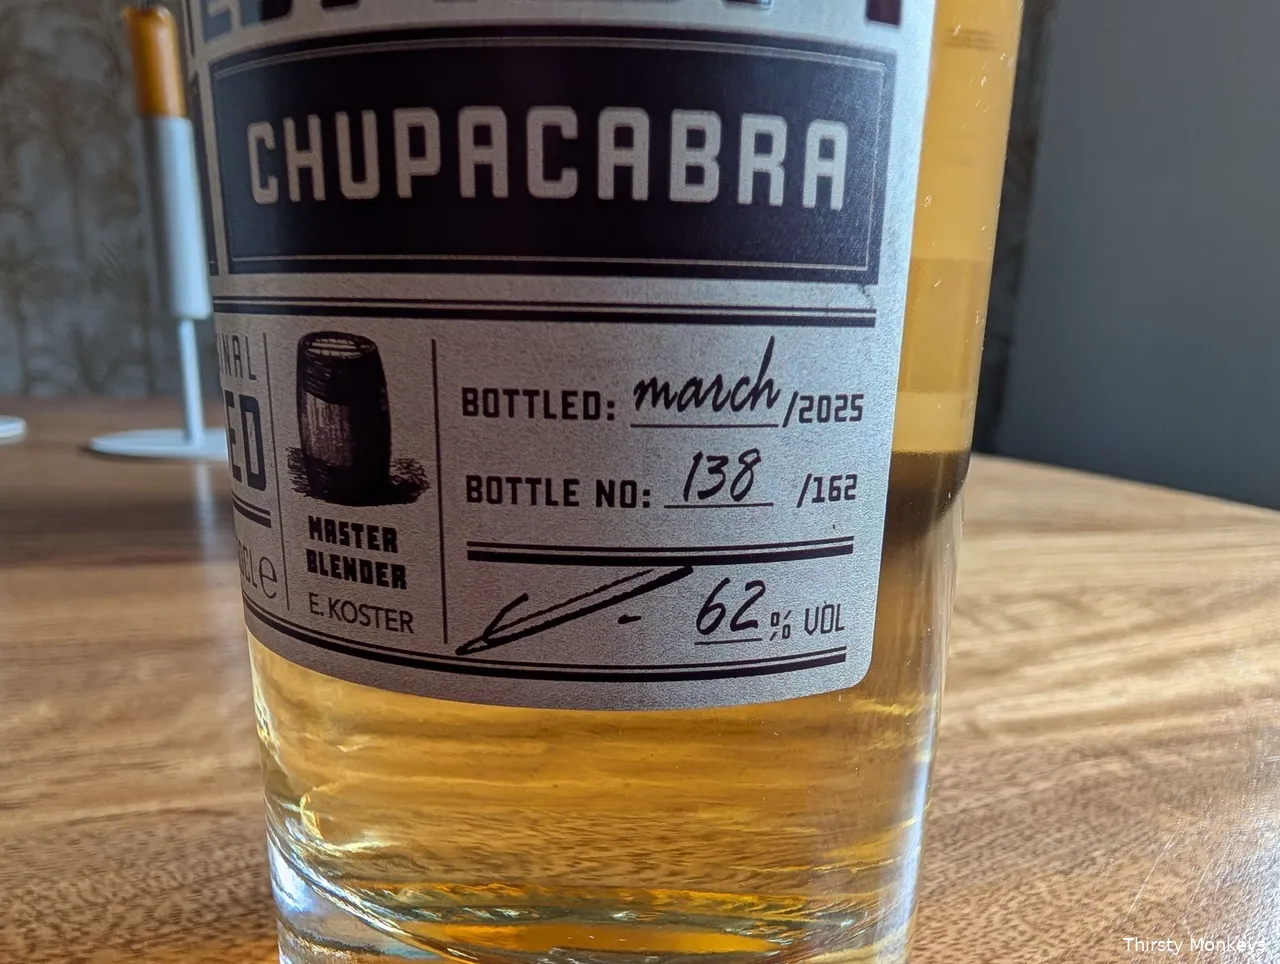 CHUPACABRA
BOTTLED: march /2025
BOTTLE NO: 138 /162
MASTER
BLENDER
E. KOSTER
62 % VOL
Thirsty Monkeys